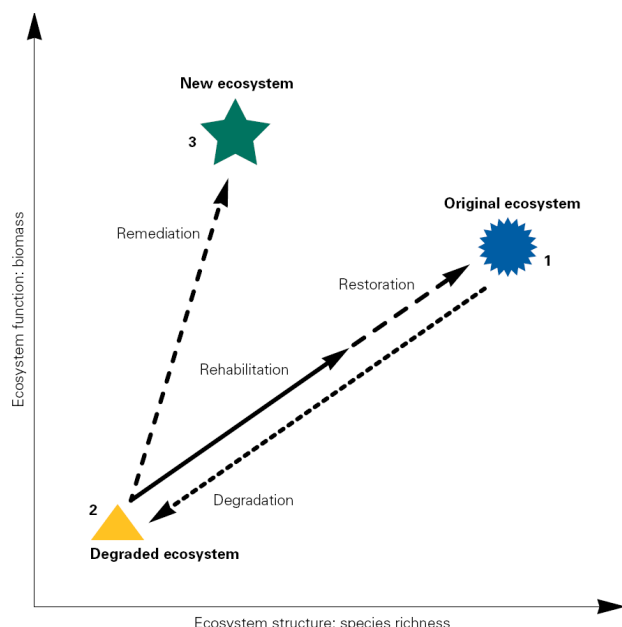 New ecosystem
3
Original ecosystem
1
Remediation
Restoration
Rehabilitation
Degradation
2
Degraded ecosystem
Ecosystem function: biomass
Ecosystem structure: species richness